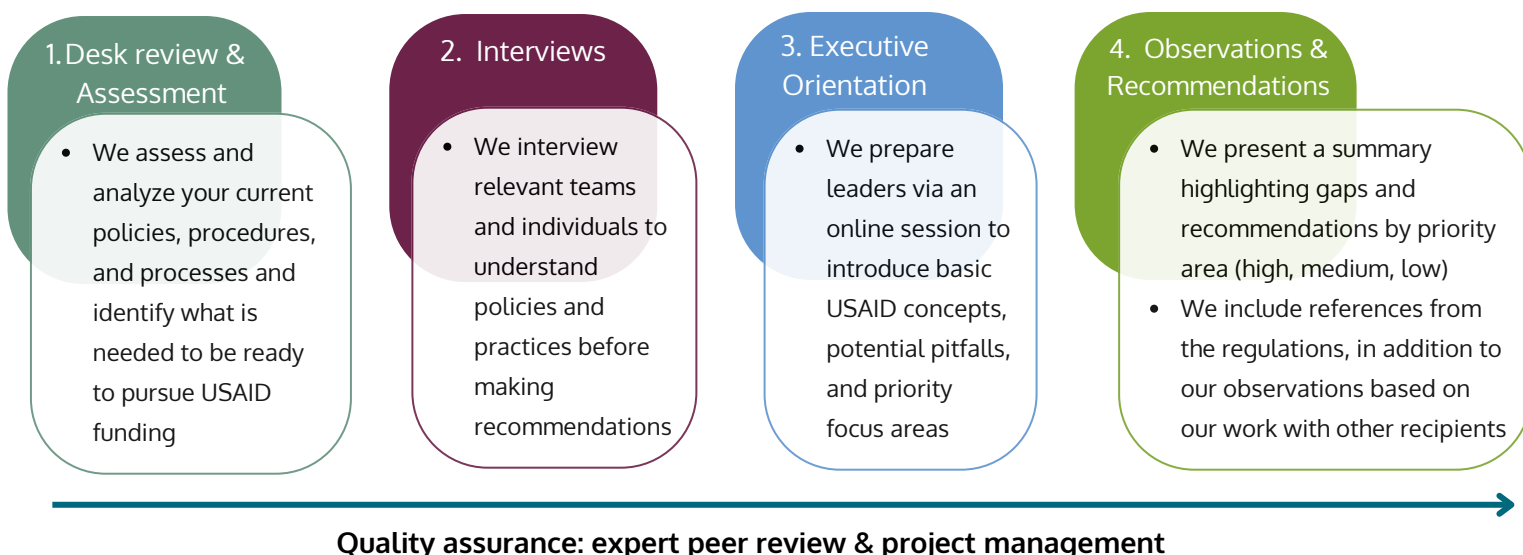 1. Desk review &
Assessment
• We assess and
analyze your current
policies, procedures,
and processes and
identify what is
needed to be ready
to pursue USAID
funding
2. Interviews
• We interview
relevant teams
and individuals to
understand
policies and
practices before
making
recommendations
3. Executive
Orientation
• We prepare
leaders via an
online session to
introduce basic
USAID concepts,
potential pitfalls,
and priority
focus areas
4. Observations &
Recommendations
• We present a summary
highlighting gaps and
recommendations by priority
area (high, medium, low)
• We include references from
the regulations, in addition to
our observations based on
our work with other recipients
Quality assurance: expert peer review & project management